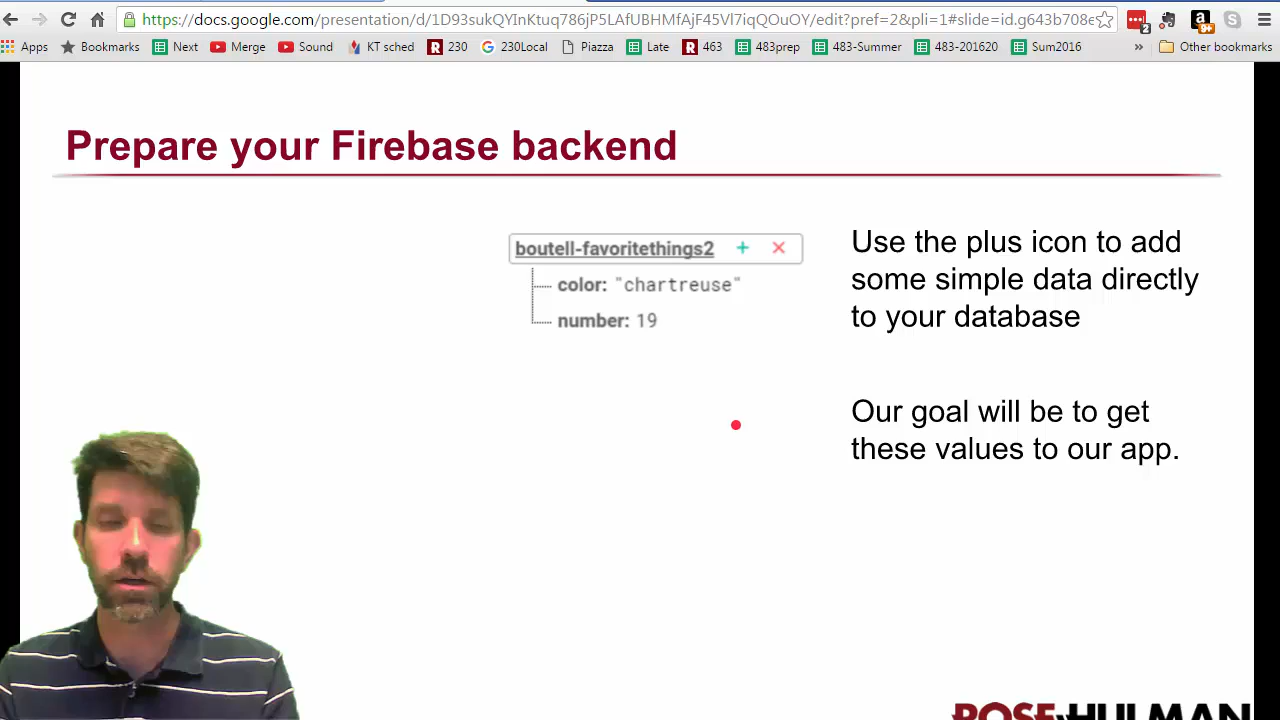 https://docs.google.com/presentation/d/1D93sukQYInKtuq786jP5LAfUBHMfAjF45Vl7iqQOuOY/edit?pref=2&pli=1#slide=id.g643b708e
2
Apps Bookmarks Next Merge Sound KT sched 230 230Local Piazza Late 463 483prep 483-Summer 483-201620 Sum2016 » Other bookmarks
Prepare your Firebase backend
boutell-favoritethings2 + ×
color: "chartreuse"
number: 19
Use the plus icon to add
some simple data directly
to your database
Our goal will be to get
these values to our app.
ROSE-HULMAN